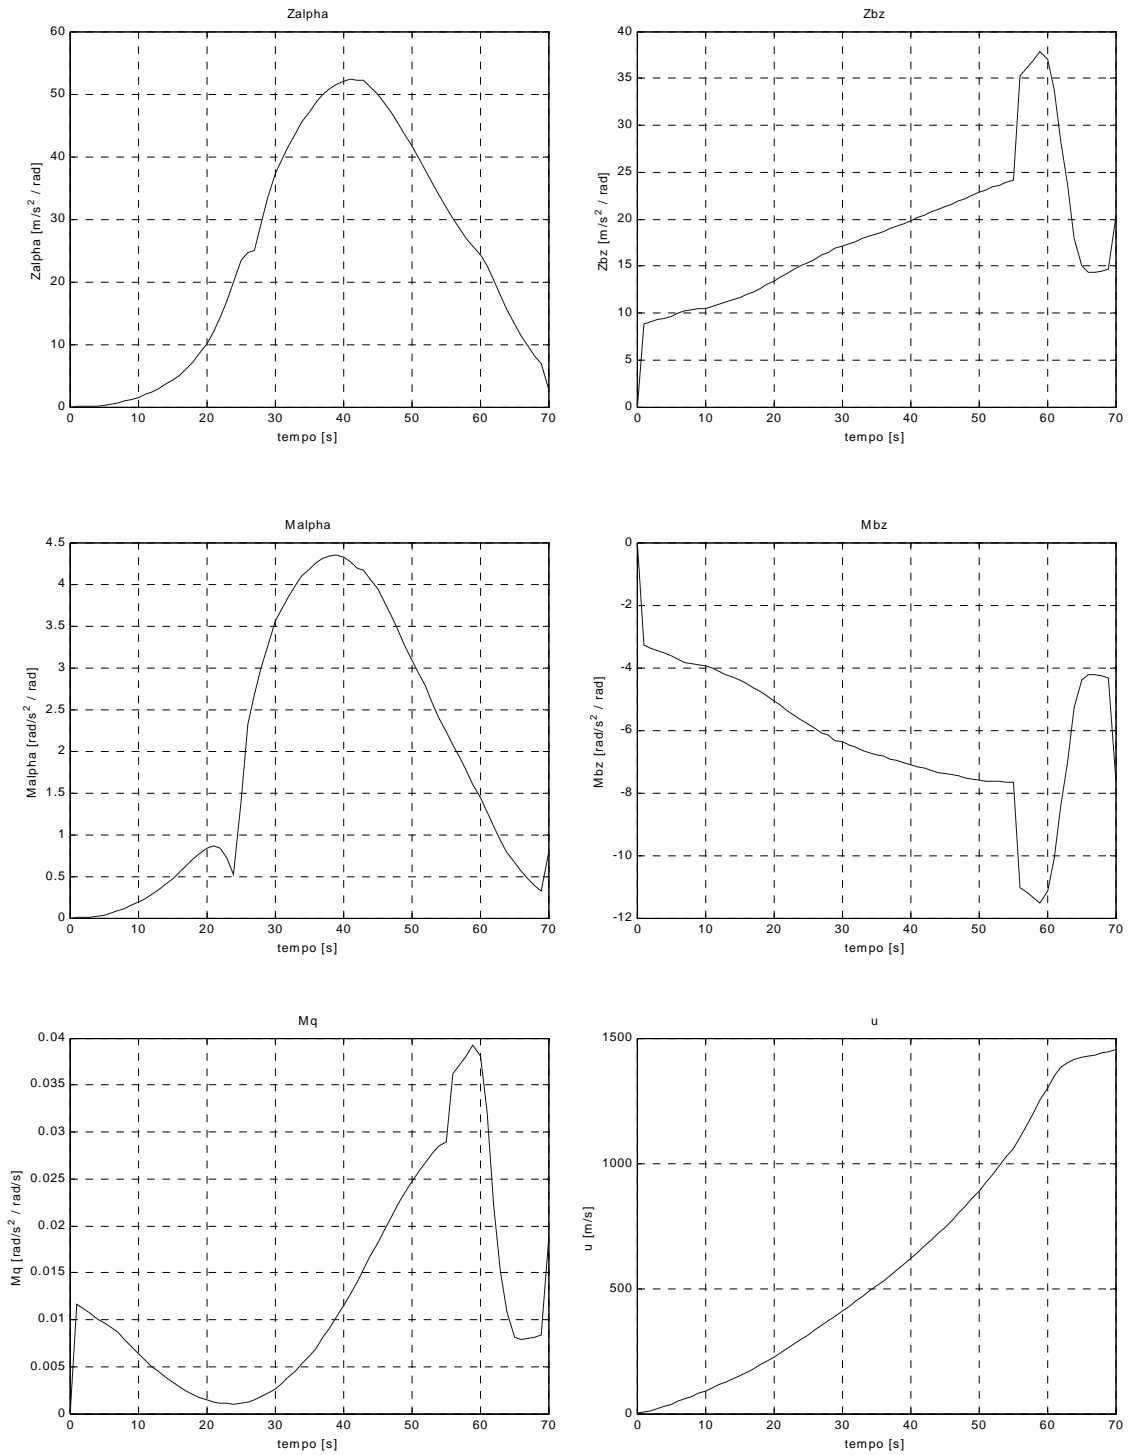 Zalpha
Zalpha [m/s² / rad]
60
50
40
30
20
10
0
0 10 20 30 40 50 60 70
tempo [s]
Zbz
Zbz [m/s² / rad]
40
35
30
25
20
15
10
5
0
0 10 20 30 40 50 60 70
tempo [s]
Malpha
Malpha [rad/s² / rad]
4.5
4
3.5
3
2.5
2
1.5
1
0.5
0
0 10 20 30 40 50 60 70
tempo [s]
Mbz
Mbz [rad/s² / rad]
0
-2
-4
-6
-8
-10
-12
0 10 20 30 40 50 60 70
tempo [s]
Mq
Mq [rad/s² / rad/s]
0.04
0.035
0.03
0.025
0.02
0.015
0.01
0.005
0
0 10 20 30 40 50 60 70
tempo [s]
u
u [m/s]
1500
1000
500
0
0 10 20 30 40 50 60 70
tempo [s]